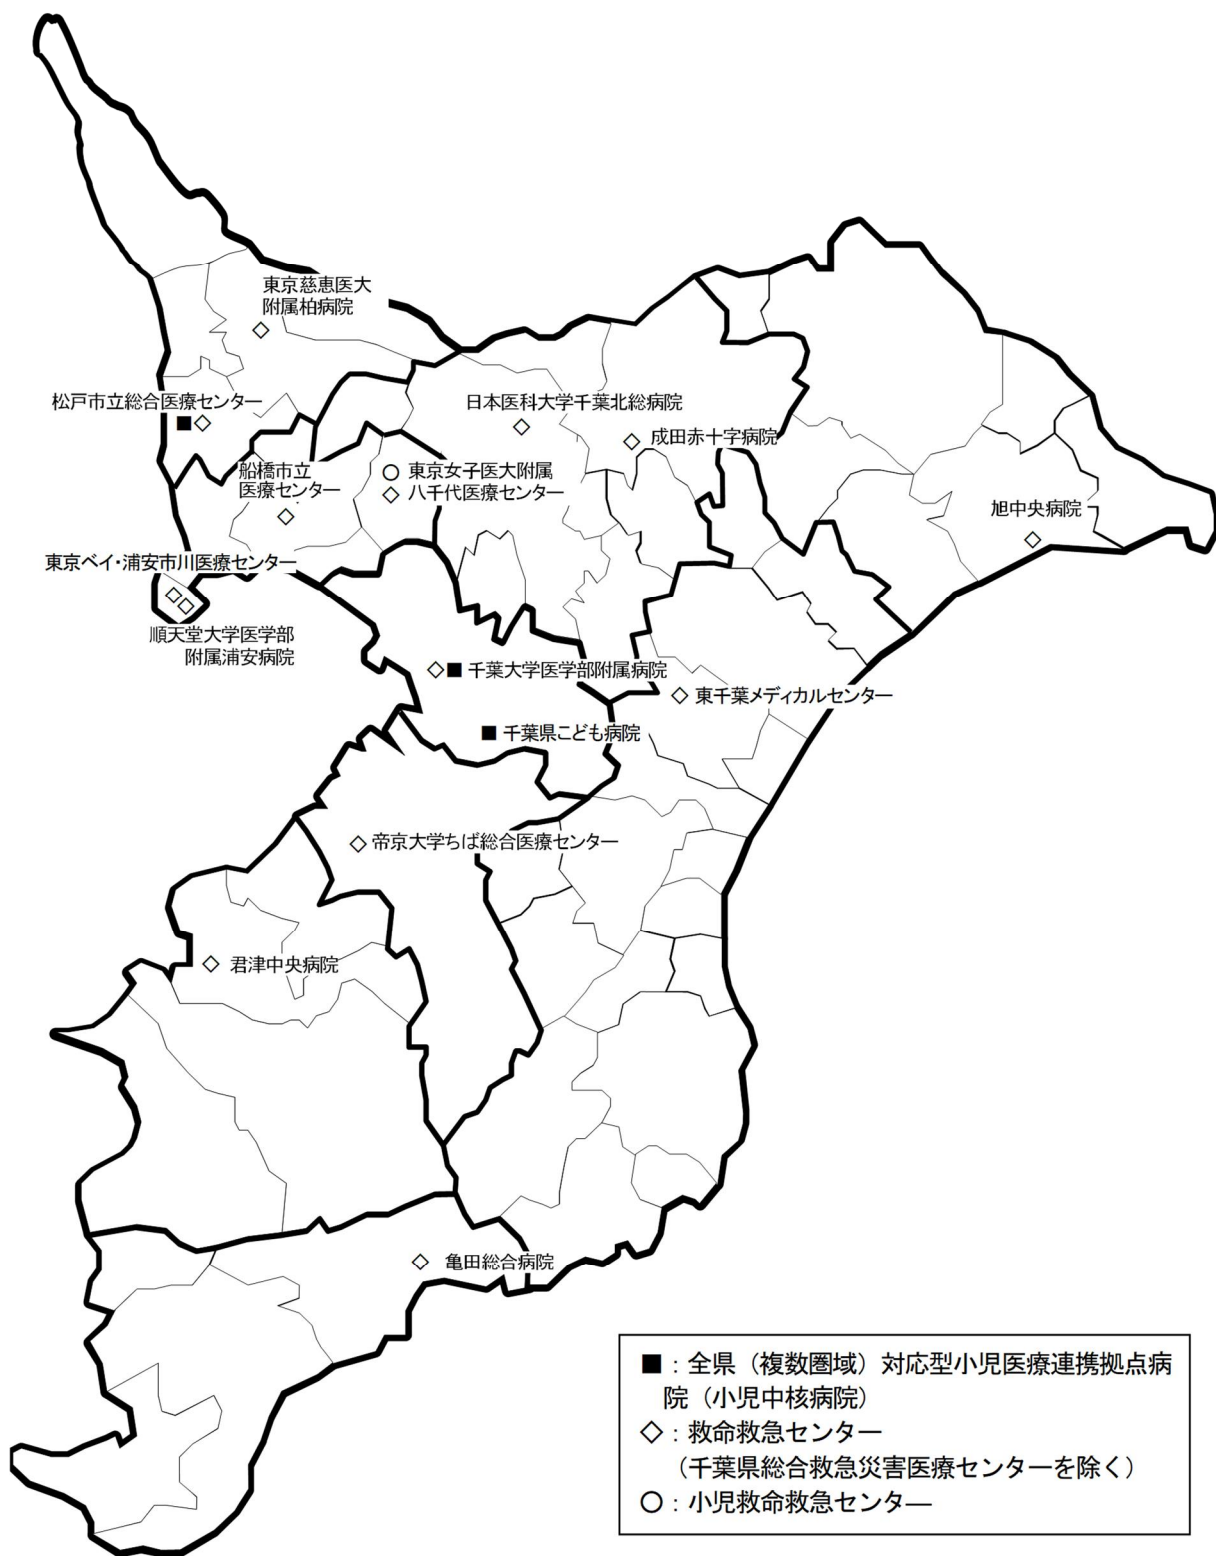 東京慈恵医大
附属柏病院
◇
松戸市立総合医療センター
■◇
日本医科大学千葉北総病院
◇
◇ 成田赤十字病院
船橋市立
医療センター
◇
○ 東京女子医大附属
◇ 八千代医療センター
旭中央病院
◇
東京ベイ・浦安市川医療センター
◇
◇
順天堂大学医学部
附属浦安病院
◇■千葉大学医学部附属病院
◇東千葉メディカルセンター
■千葉県こども病院
◇帝京大学ちば総合医療センター
◇ 君津中央病院
◇ 亀田総合病院
■：全県（複数圏域）対応型小児医療連携拠点病
院（小児中核病院）
◇：救命救急センター
（千葉県総合救急災害医療センターを除く）
○：小児救命救急センター